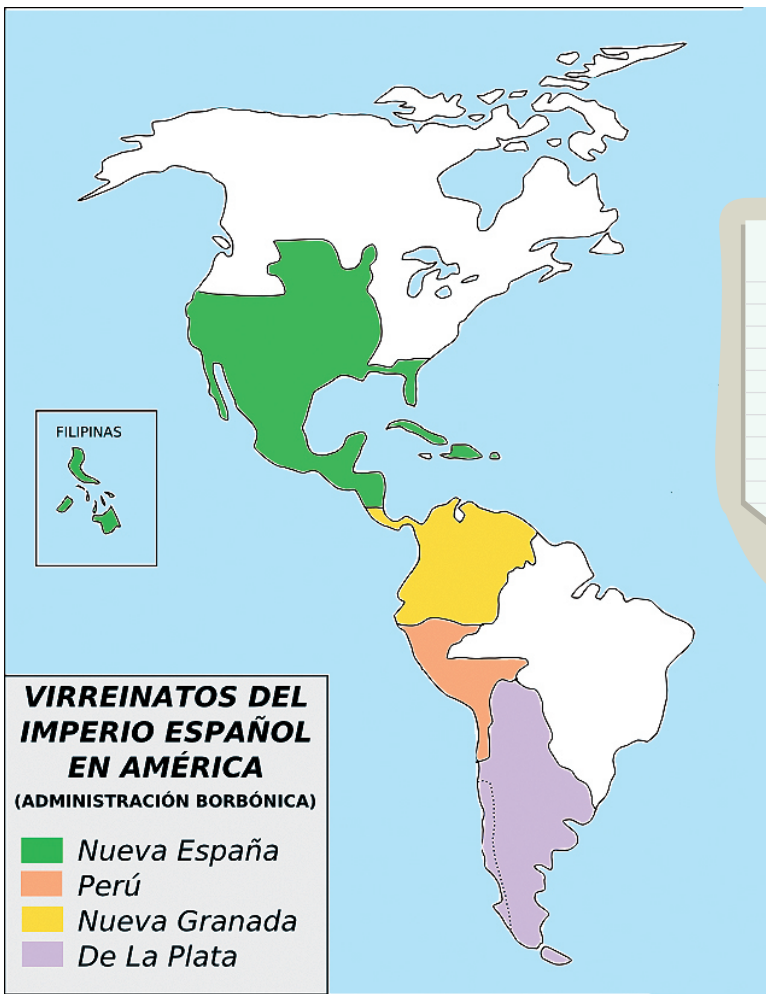 FILIPINAS
VIRREINATOS DEL
IMPERIO ESPAÑOL
EN AMÉRICA
(ADMINISTRACIÓN BORBÓNICA)
Nueva España
Perú
Nueva Granada
De La Plata